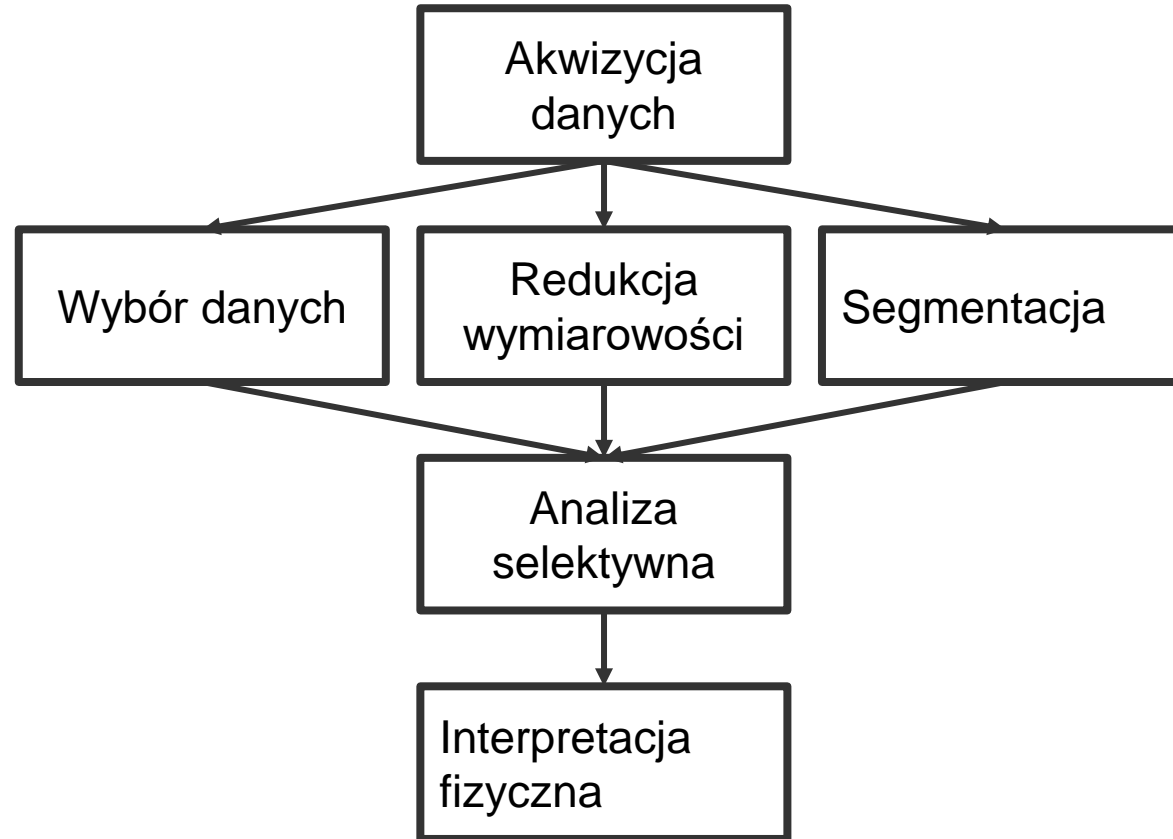 Akwizycja
danych
Wybór danych
Redukcja
wymiarowości
Segmentacja
Analiza
selektywna
Interpretacja
fizyczna